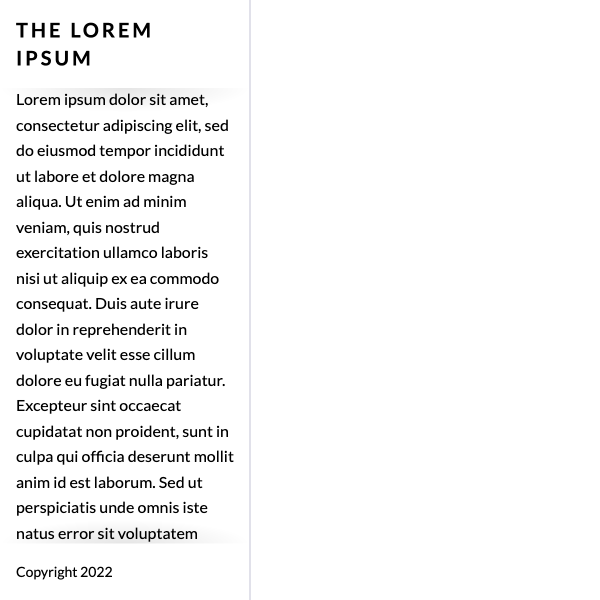 THE LOREM
IPSUM
Lorem ipsum dolor sit amet,
consectetur adipiscing elit, sed
do eiusmod tempor incididunt
ut labore et dolore magna
aliqua. Ut enim ad minim
veniam, quis nostrud
exercitation ullamco laboris
nisi ut aliquip ex ea commodo
consequat. Duis aute irure
dolor in reprehenderit in
voluptate velit esse cillum
dolore eu fugiat nulla pariatur.
Excepteur sint occaecat
cupidatat non proident, sunt in
culpa qui officia deserunt mollit
anim id est laborum. Sed ut
perspiciatis unde omnis iste
natus error sit voluptatem
Copyright 2022